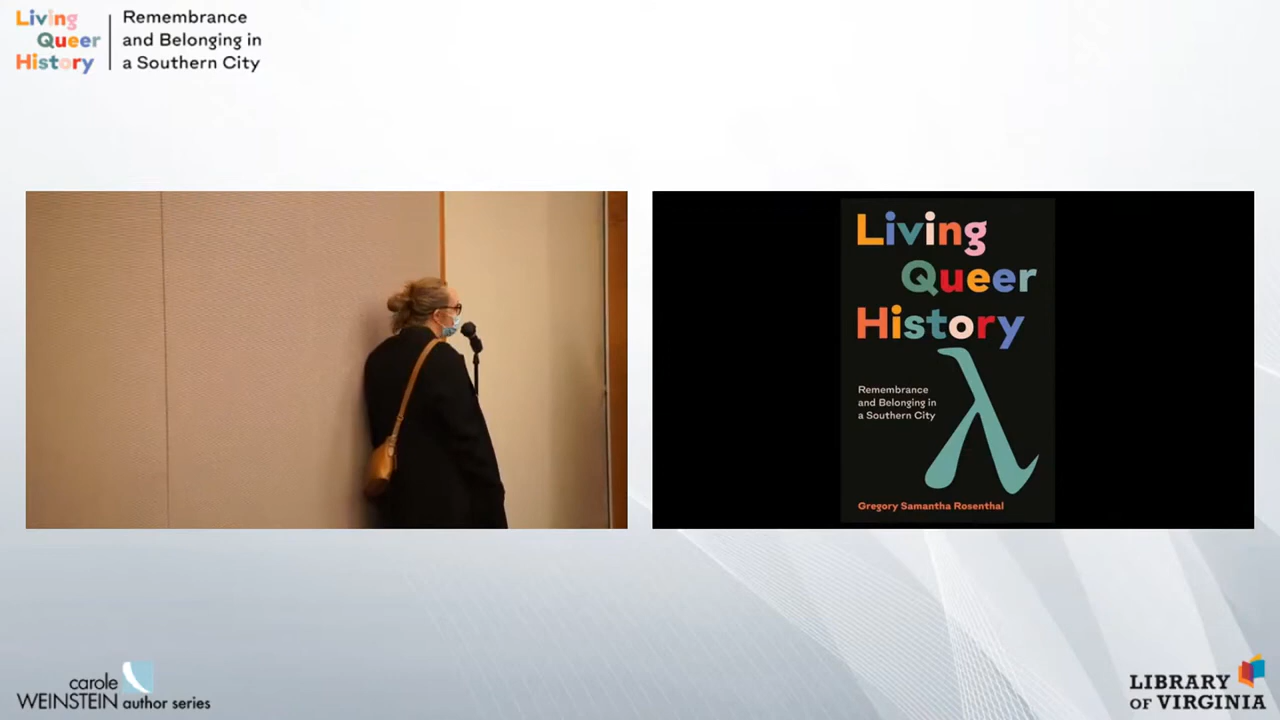 Living
Queer
History
Remembrance
and Belonging in
a Southern City
Living
Queer
History
λ
Remembrance
and Belonging in
a Southern City
Gregory Samantha Rosenthal
carole
WEINSTEIN author series
LIBRARY
OF VIRGINIA